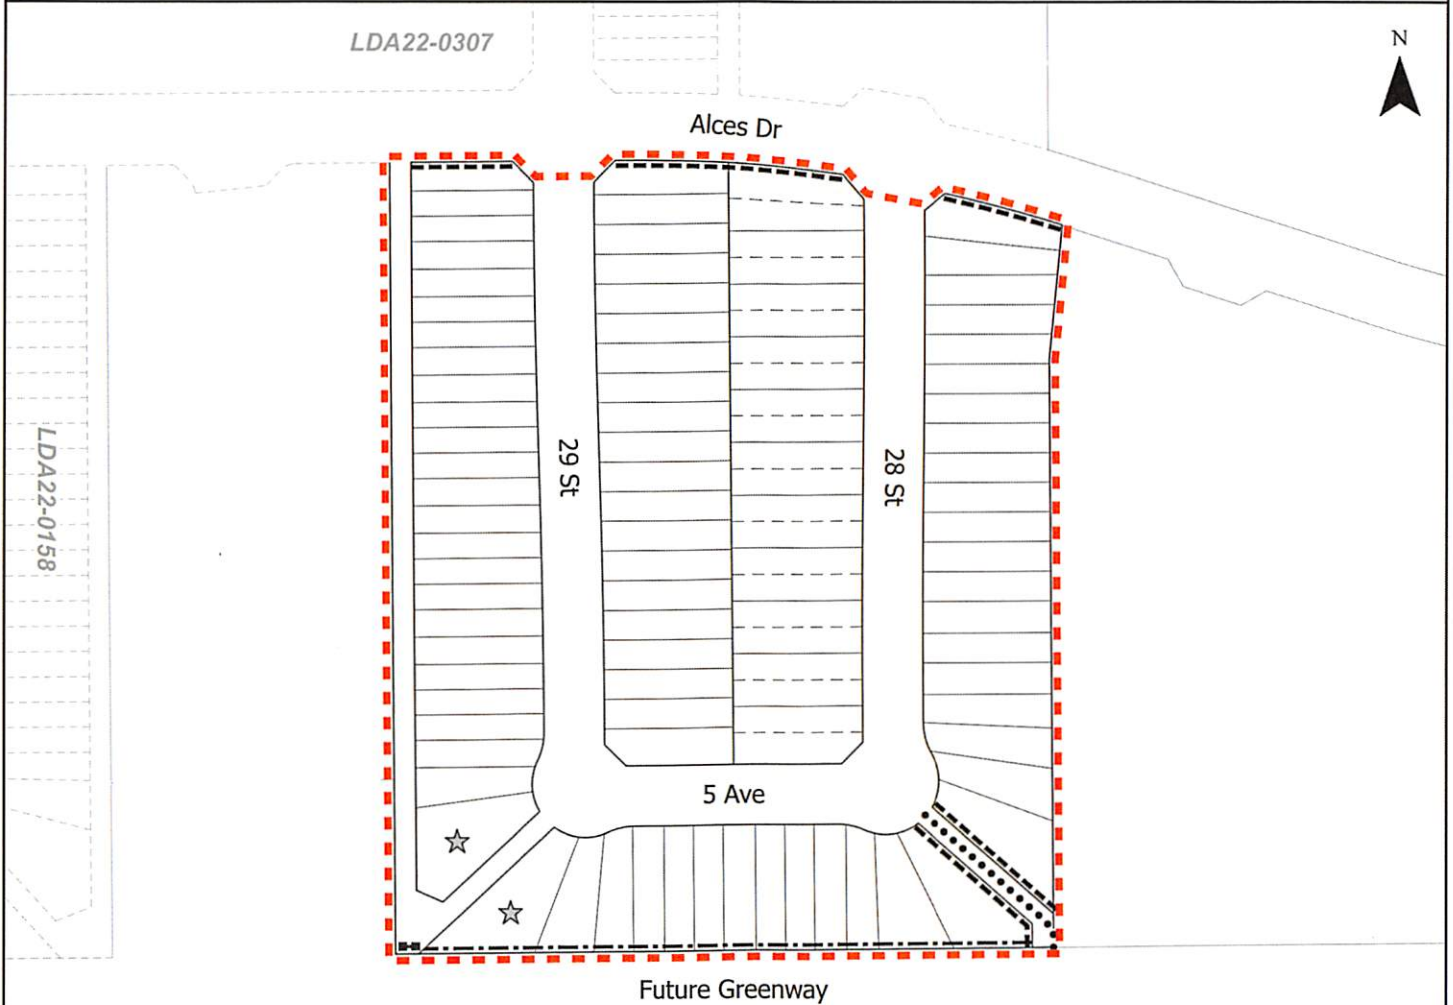 LDA22-0307
N
Alces Dr
LDA22-0158
29 St
28 St
5 Ave
Future Greenway